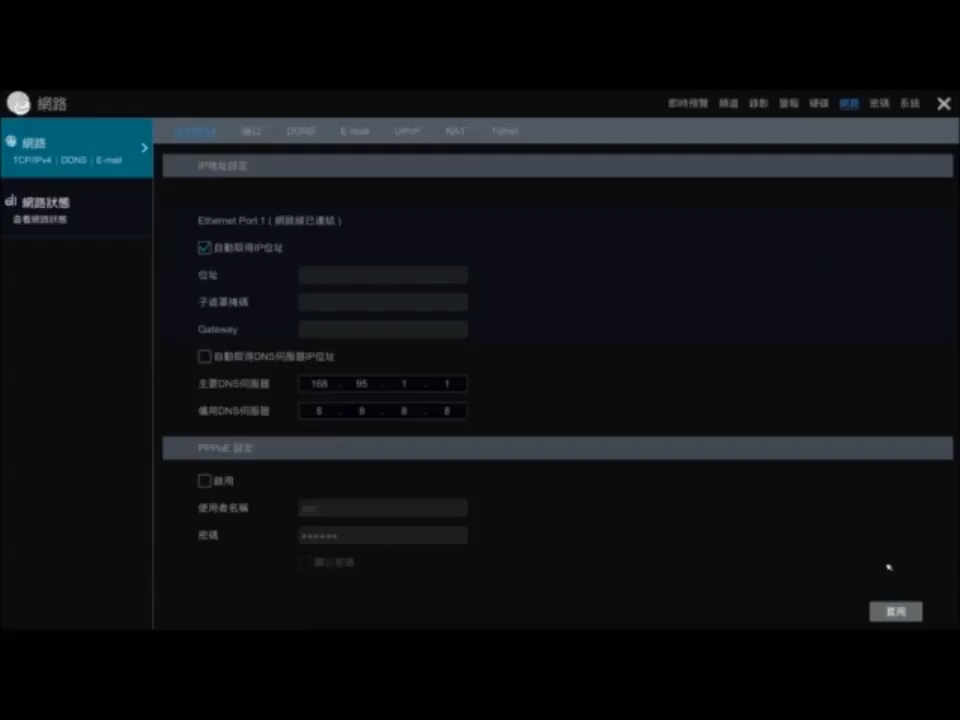 網路
即時預覽 頻道 錄影 警報 硬碟 網路 密碼 系統
網路
TCP/IPv4 | DDNS | E-mail
網路狀態
查看網路狀態
埠口 DDNS E-mail UPnP NAT Telnet
IP地址設定
Ethernet Port 1 ( 網路線已連結 )
自動取得IP位址
位址
子遮罩掩碼
Gateway
自動取得DNS伺服器IP位址
主要DNS伺服器 168 . 95 . 1 . 1
備用DNS伺服器 8 . 8 . 8 . 8
PPPoE 設定
啟用
使用者名稱 abc
密碼 ••••••
顯示密碼
套用